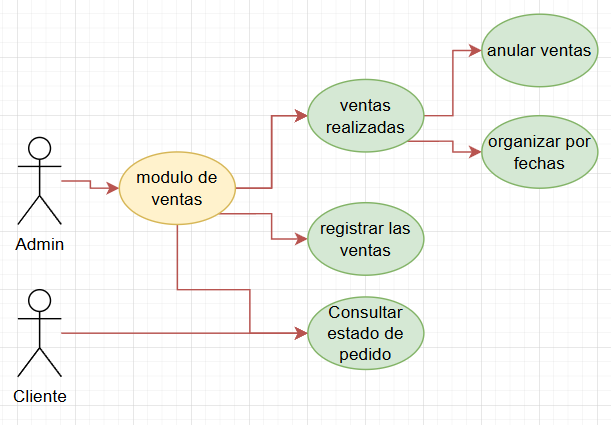 anular ventas
ventas
realizadas
organizar por
fechas
modulo de
ventas
Admin
registrar las
ventas
Consultar
estado de
pedido
Cliente